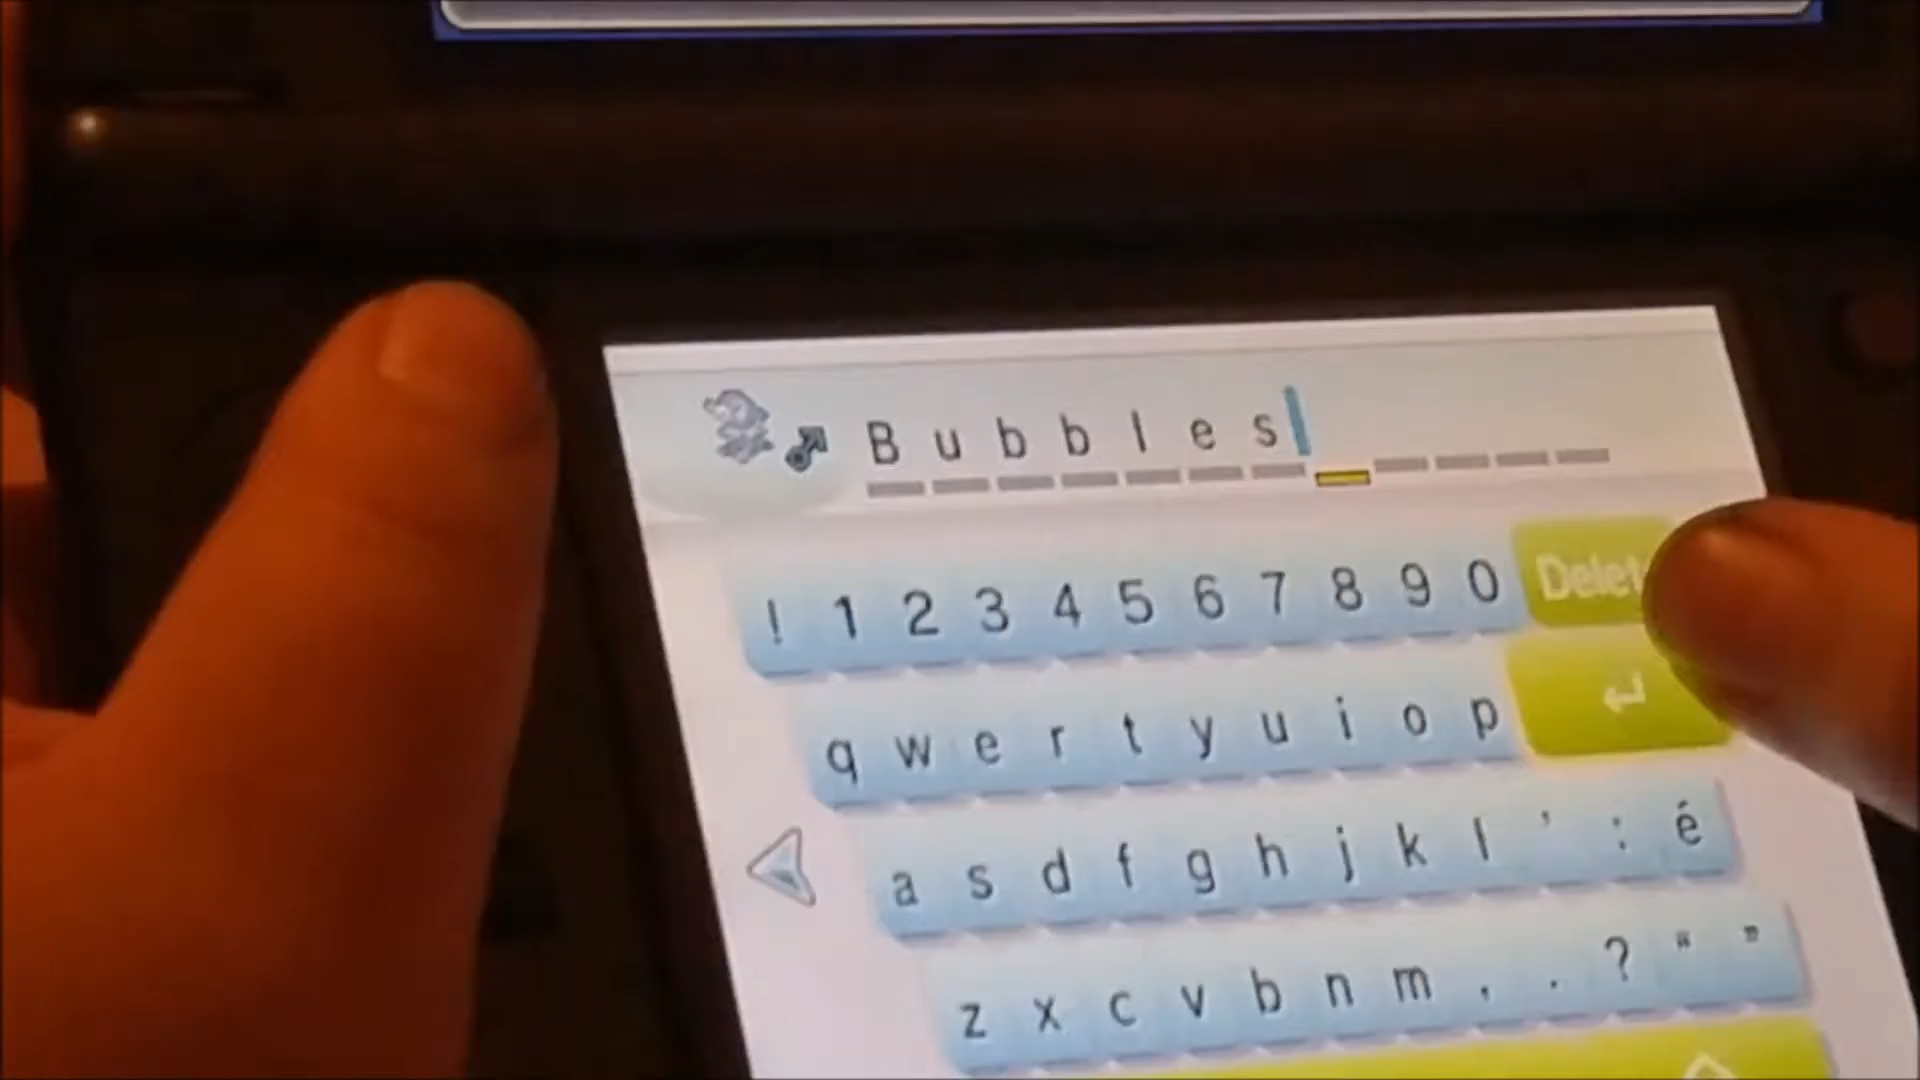 Bubbles
! 1 2 3 4 5 6 7 8 9 0 Delet
q w e r t y u i o p
a s d f g h j k l ' : é
z x c v b n m , . ? “ ”